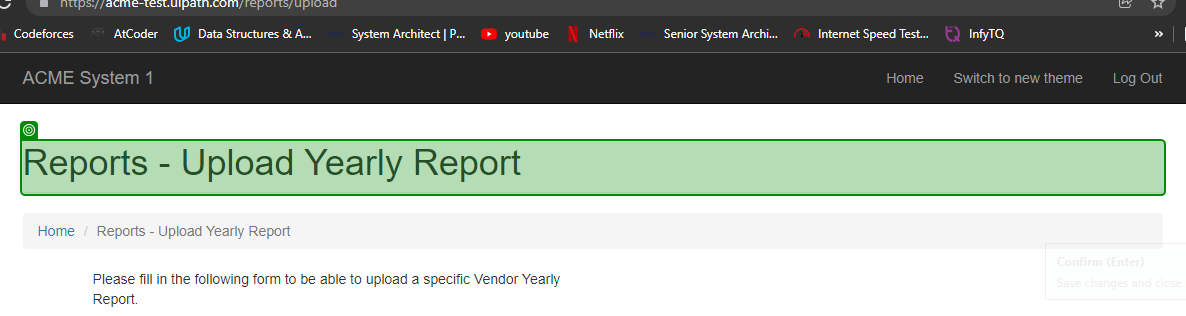 https://acme-test.uipath.com/reports/upload
Codeforces AtCoder Data Structures & A... System Architect | P... youtube Netflix Senior System Archi... Internet Speed Test... InfyTQ »
ACME System 1 Home Switch to new theme Log Out
Reports - Upload Yearly Report
Home / Reports - Upload Yearly Report
Confirm (Enter)
Save changes and close
Please fill in the following form to be able to upload a specific Vendor Yearly
Report.